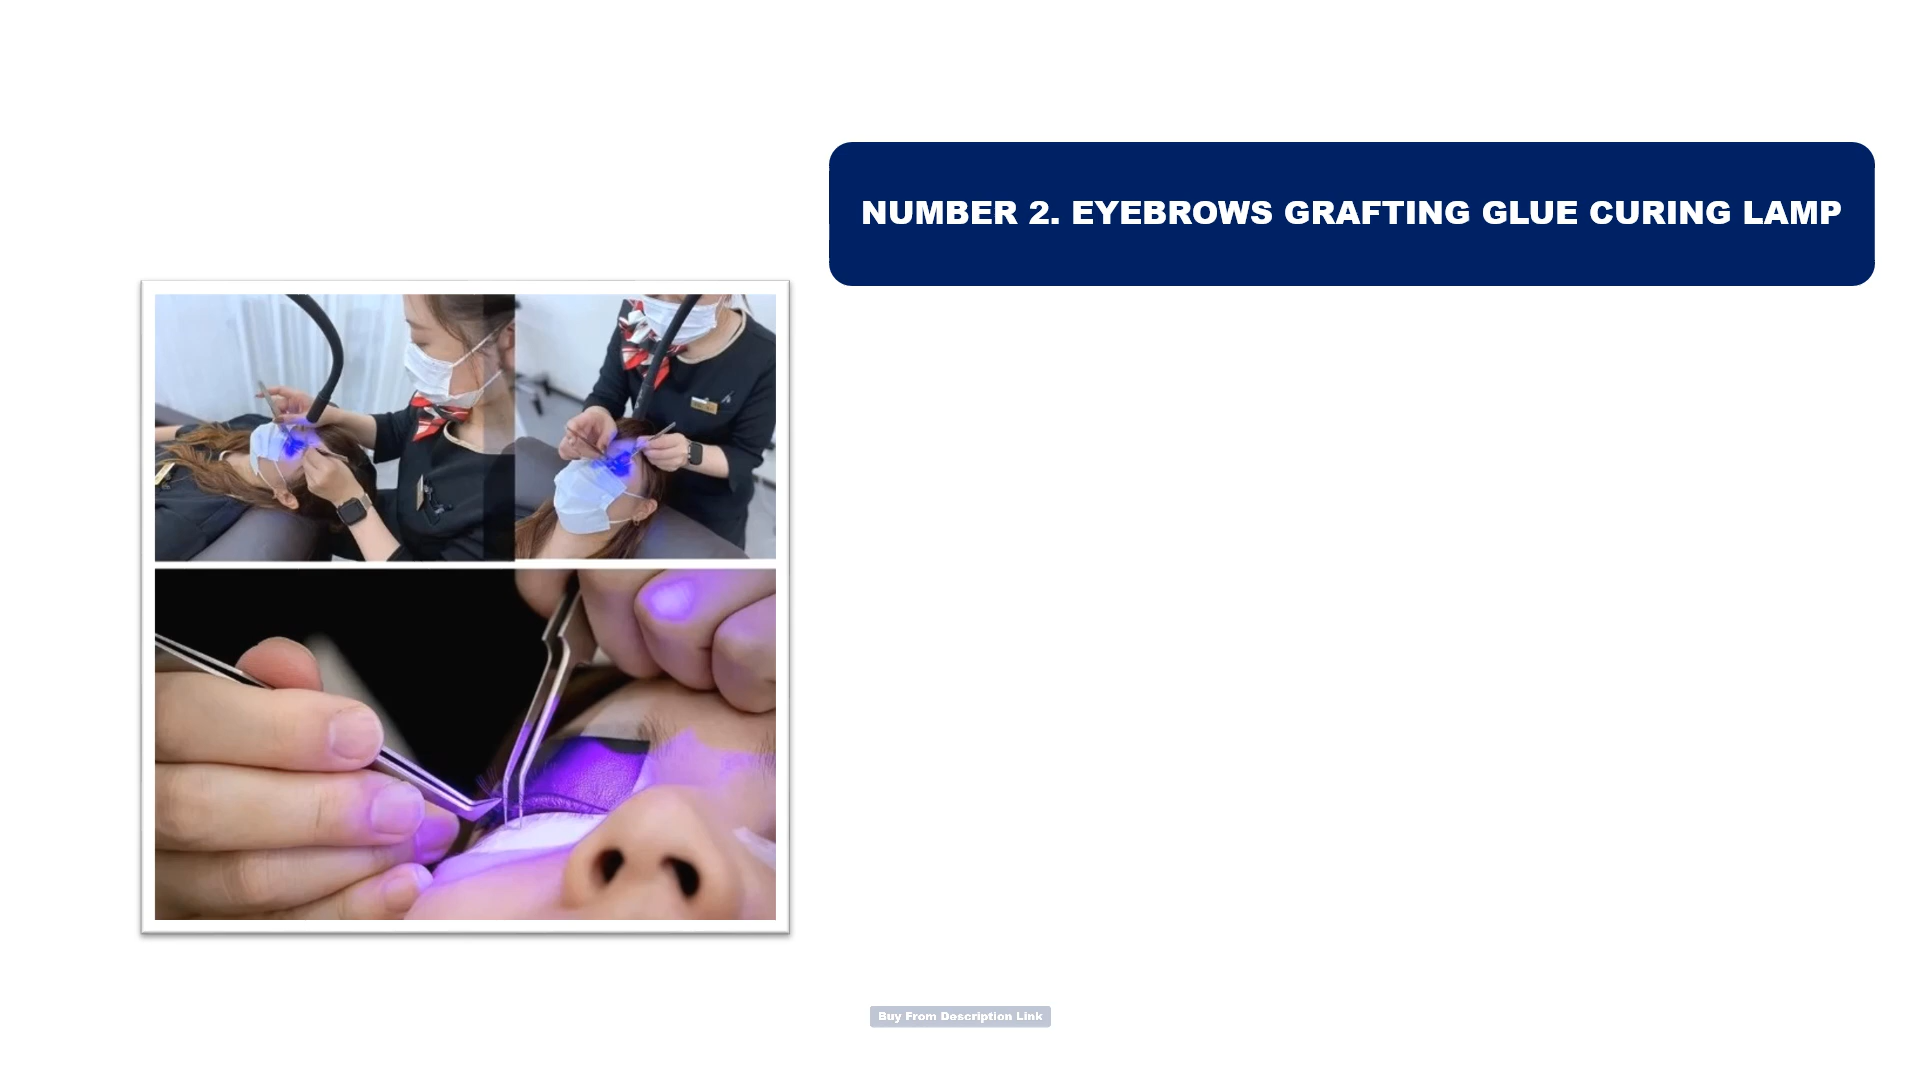 NUMBER 2. EYEBROWS GRAFTING GLUE CURING LAMP
Buy From Description Link